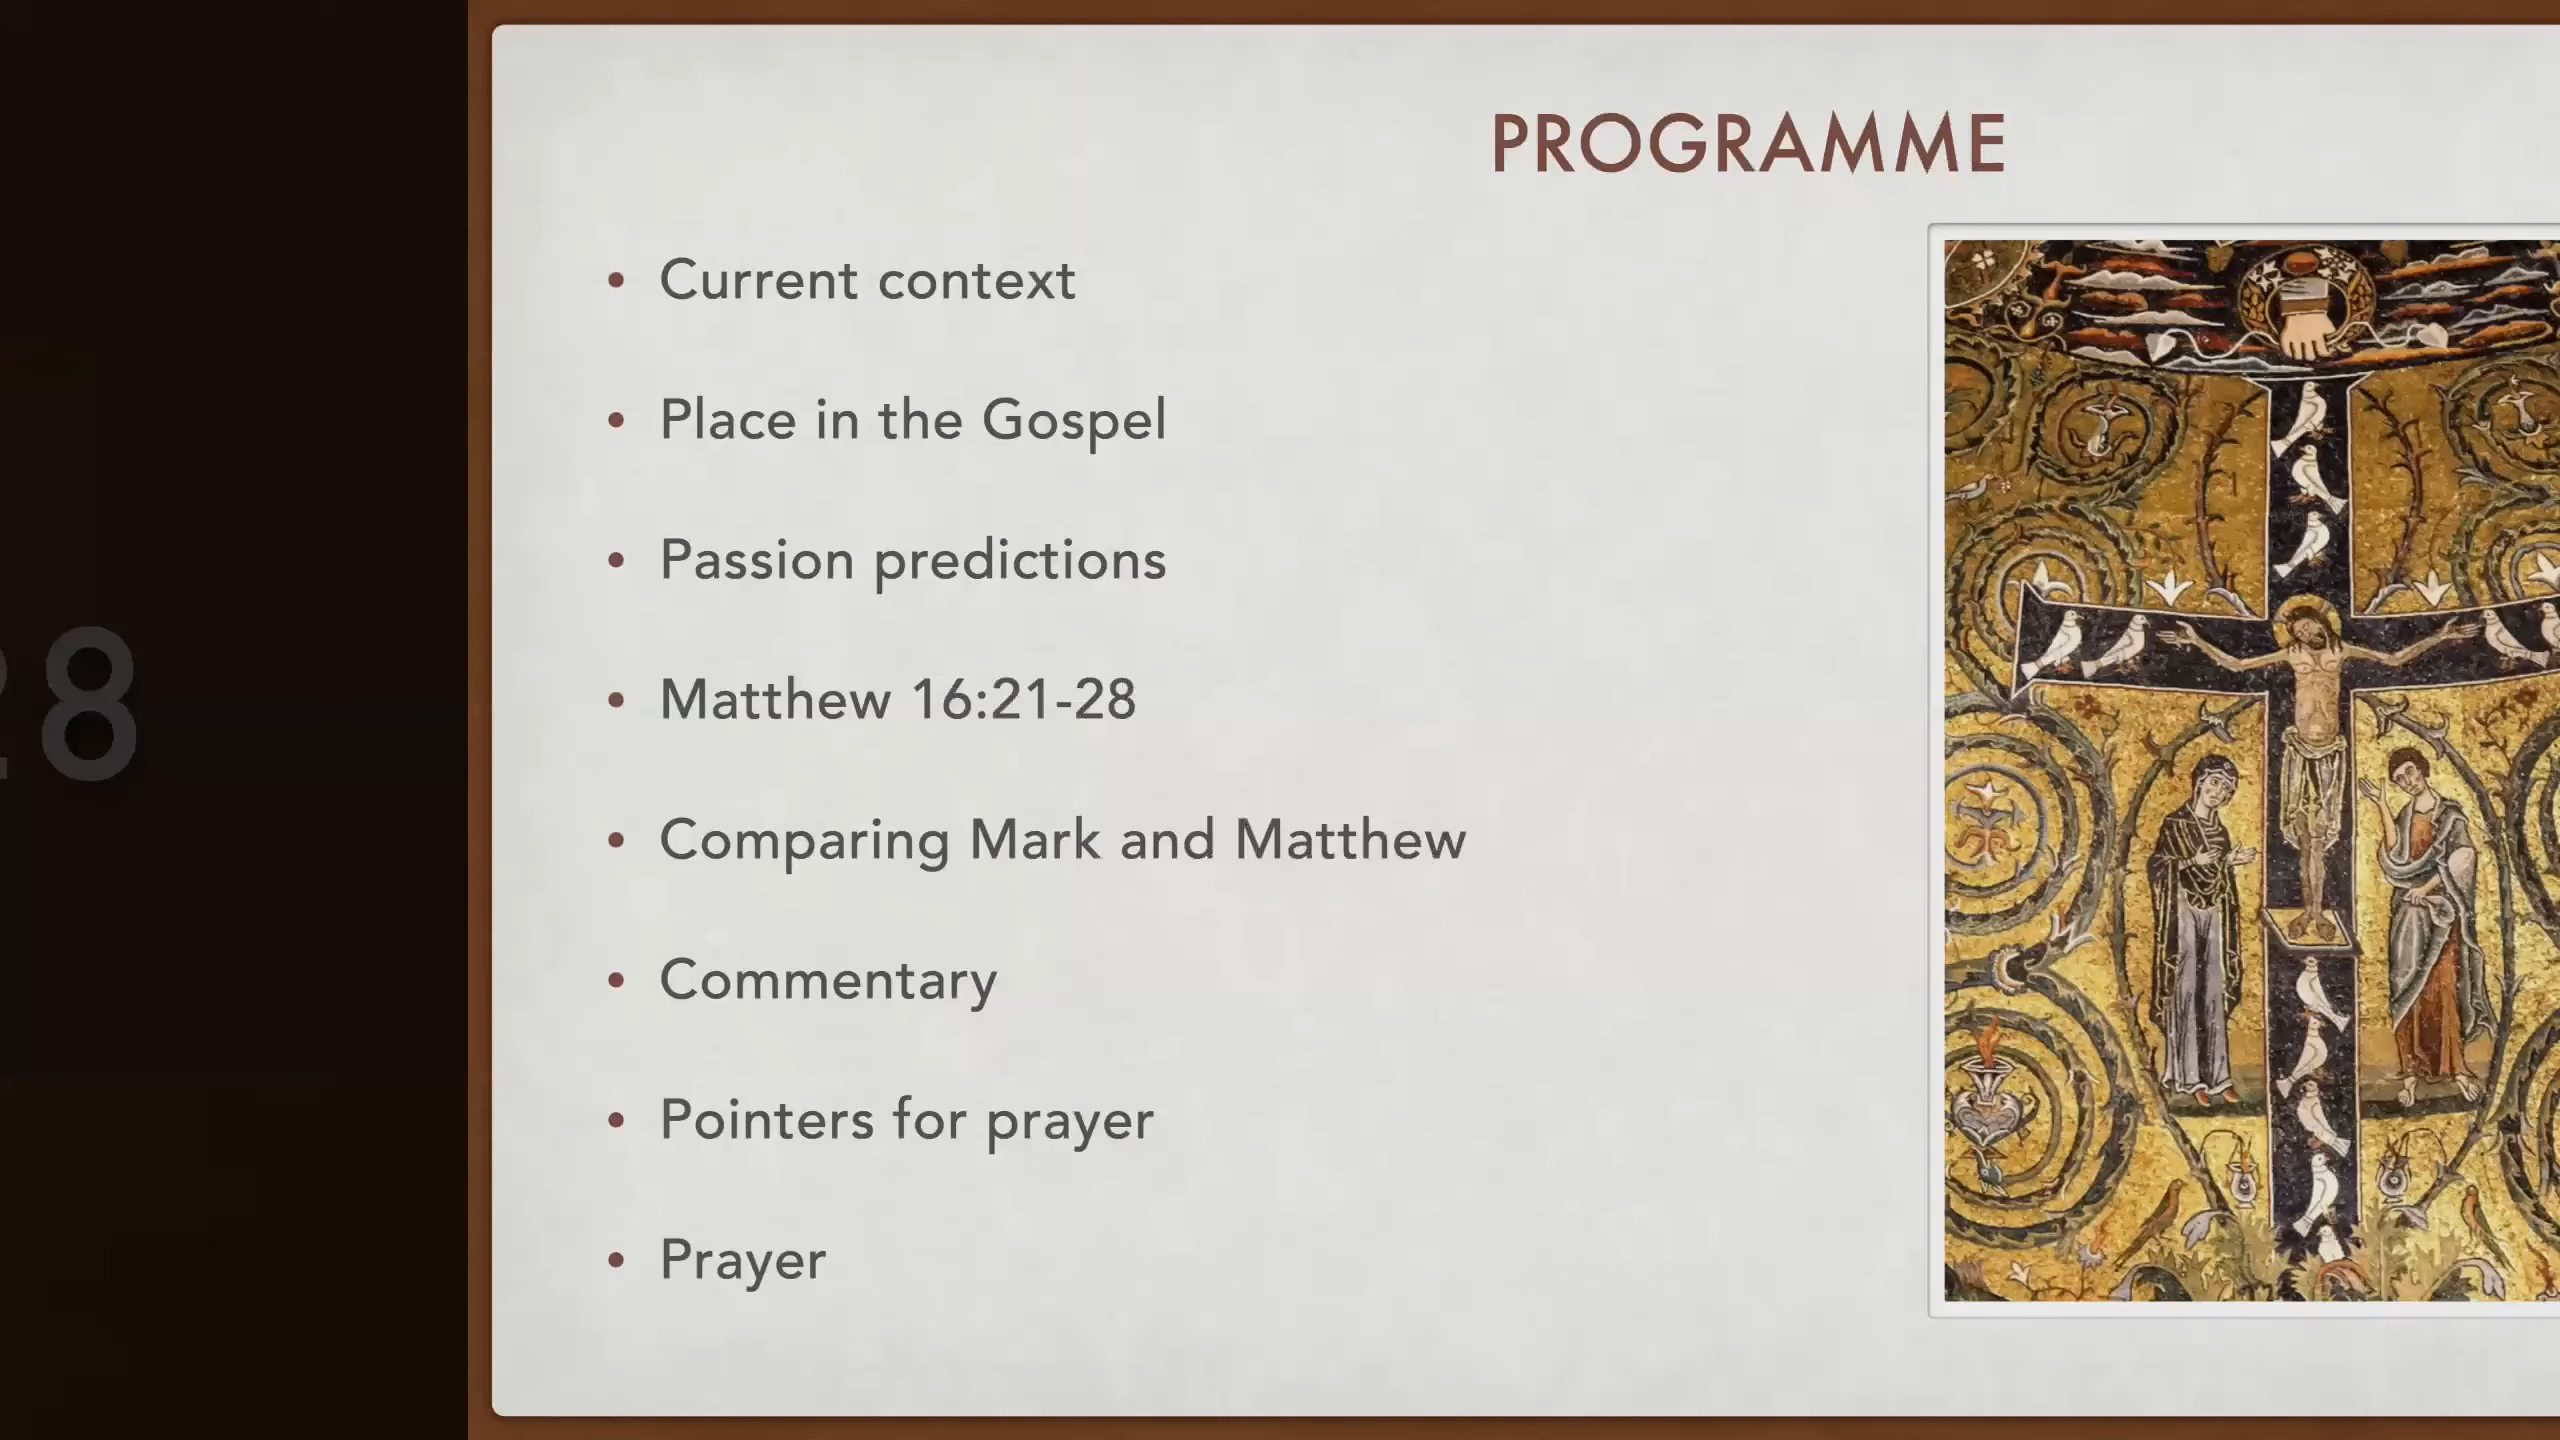 28
PROGRAMME
Current context
Place in the Gospel
Passion predictions
Matthew 16:21-28
Comparing Mark and Matthew
Commentary
Pointers for prayer
Prayer